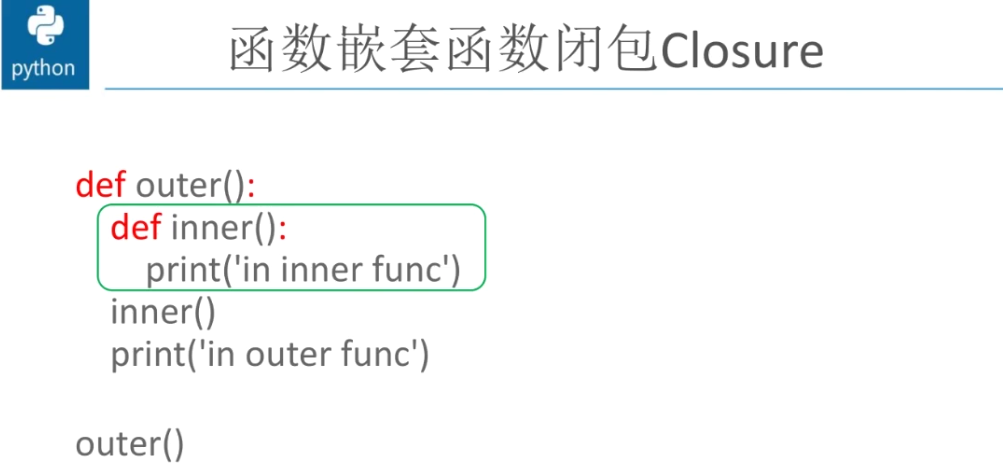 python
函数嵌套函数闭包Closure
def outer():
def inner():
print('in inner func')
inner()
print('in outer func')
outer()